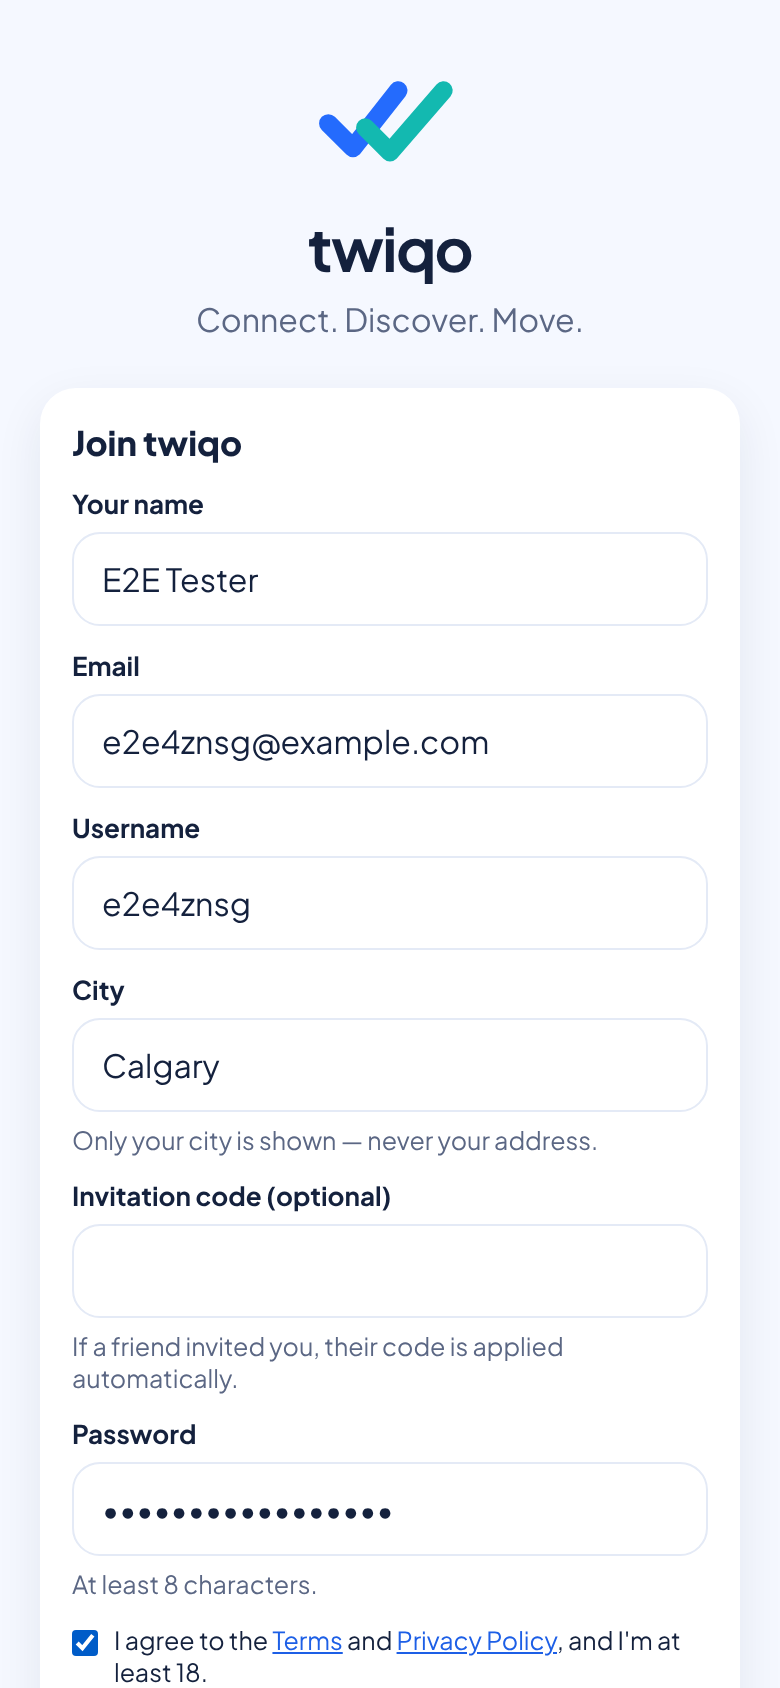 twiqo
Connect. Discover. Move.
Join twiqo
Your name
E2E Tester
Email
e2e4znsg@example.com
Username
e2e4znsg
City
Calgary
Only your city is shown — never your address.
Invitation code (optional)
If a friend invited you, their code is applied
automatically.
Password
•••••••••••••••••
At least 8 characters.
I agree to the Terms and Privacy Policy, and I'm at
least 18.